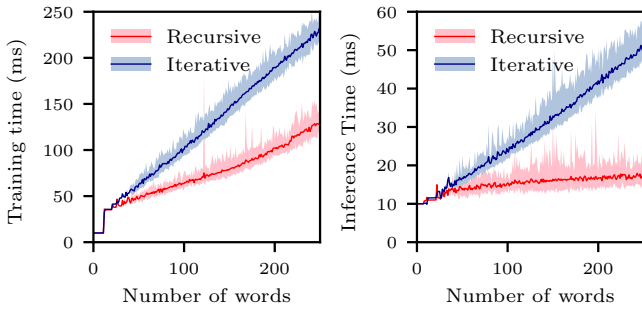 Training time (ms)
250
200
150
100
50
0
Recursive
Iterative
0
100
200
Number of words
Inference Time (ms)
60
50
40
30
20
10
0
Recursive
Iterative
0
100
200
Number of words